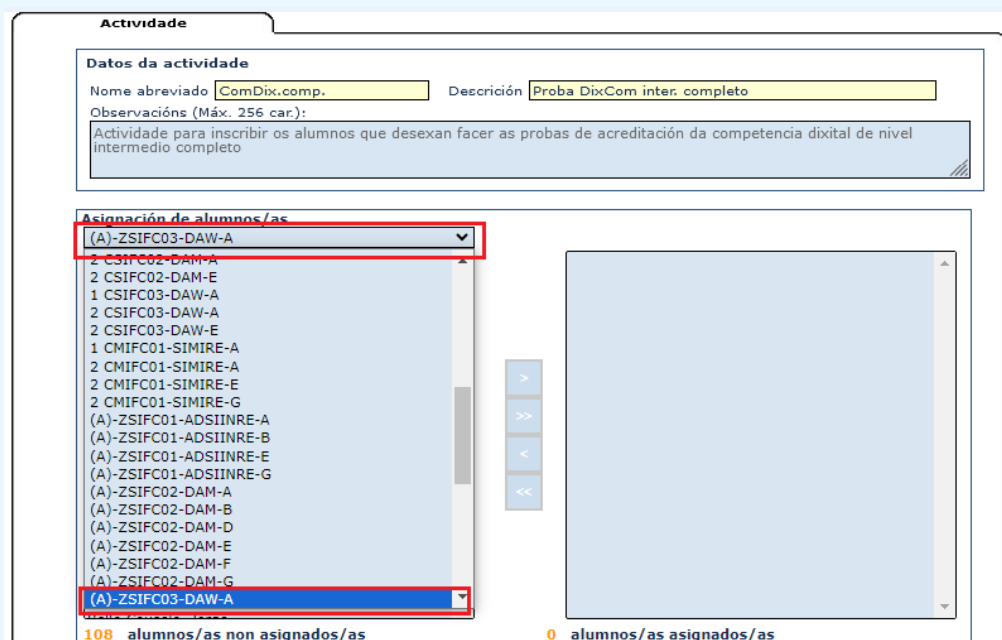 Actividade
Datos da actividade
Nome abreviado ComDix.comp. Descrición Proba DixCom inter. completo
Observacións (Máx. 256 car.):
Actividade para inscribir os alumnos que desexan facer as probas de acreditación da competencia dixital de nivel
intermedio completo
Asignación de alumnos/as
(A)-ZSIFC03-DAW-A
2 CSIFC02-DAM-A
2 CSIFC02-DAM-E
1 CSIFC03-DAW-A
2 CSIFC03-DAW-A
2 CSIFC03-DAW-E
1 CMIFC01-SIMIRE-A
2 CMIFC01-SIMIRE-A
2 CMIFC01-SIMIRE-E
2 CMIFC01-SIMIRE-G
(A)-ZSIFC01-ADSIINRE-A
(A)-ZSIFC01-ADSIINRE-B
(A)-ZSIFC01-ADSIINRE-E
(A)-ZSIFC01-ADSIINRE-G
(A)-ZSIFC02-DAM-A
(A)-ZSIFC02-DAM-B
(A)-ZSIFC02-DAM-D
(A)-ZSIFC02-DAM-E
(A)-ZSIFC02-DAM-F
(A)-ZSIFC02-DAM-G
(A)-ZSIFC03-DAW-A
>
>>
<
<<
108 alumnos/as non asignados/as
0 alumnos/as asignados/as